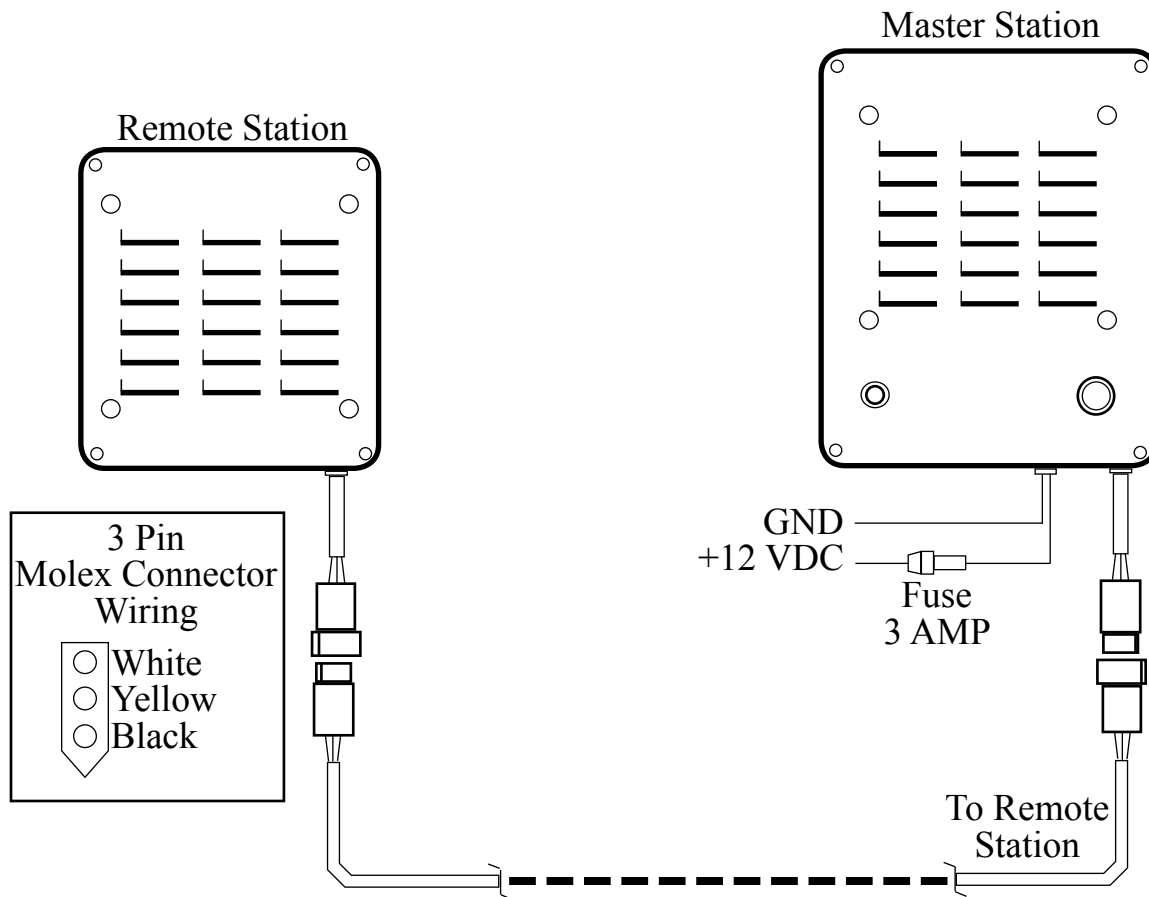 Master Station
Remote Station
GND
+12 VDC
Fuse
3 AMP
3 Pin
Molex Connector
Wiring
White
Yellow
Black
To Remote
Station